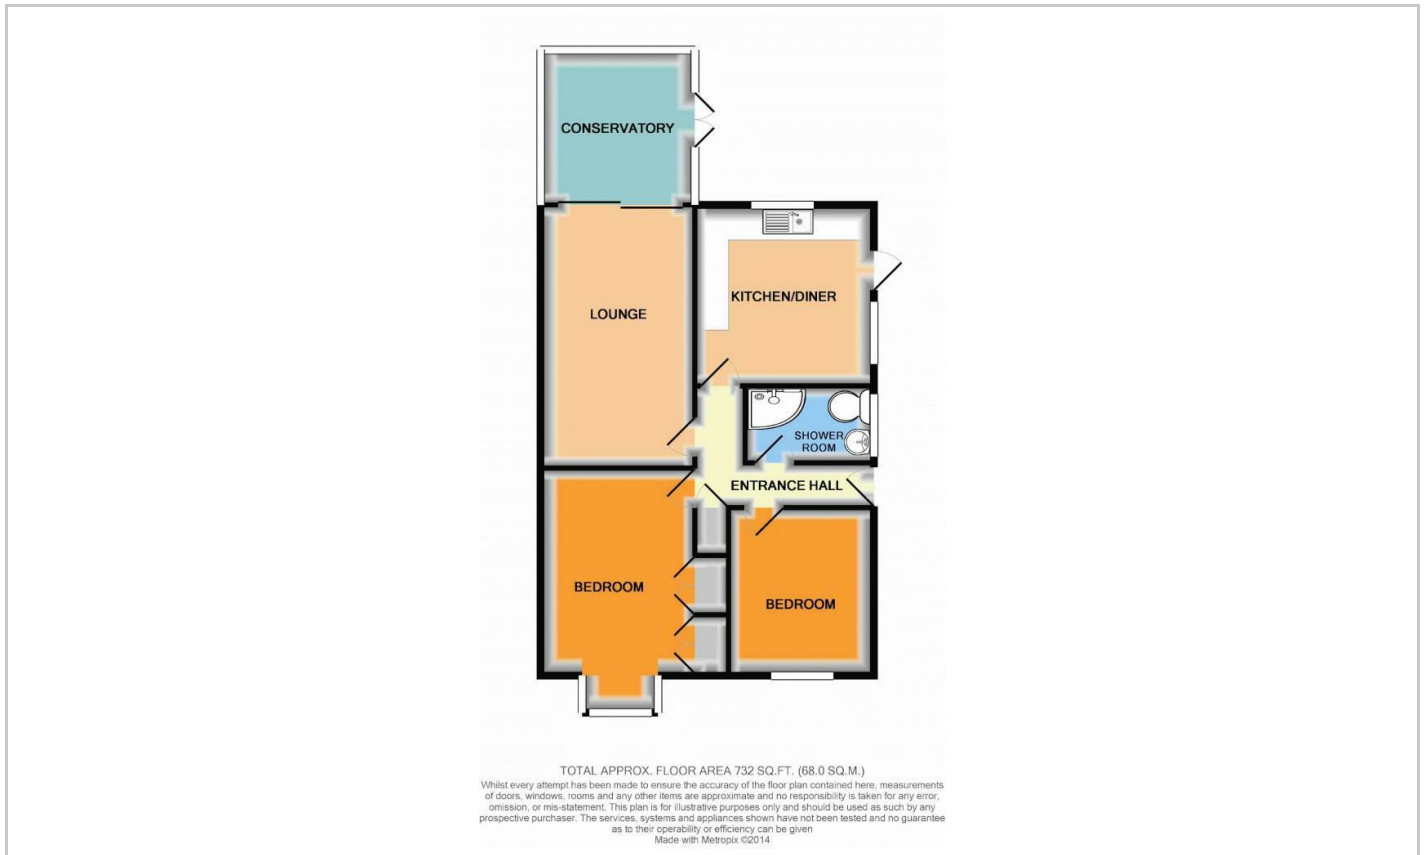 CONSERVATORY
LOUNGE
KITCHEN/DINER
SHOWER
ROOM
ENTRANCE HALL
BEDROOM
BEDROOM
TOTAL APPROX. FLOOR AREA 732 SQ.FT. (68.0 SQ.M.)
Whilst every attempt has been made to ensure the accuracy of the floor plan contained here, measurements
of doors, windows, rooms and any other items are approximate and no responsibility is taken for any error,
omission, or mis-statement. This plan is for illustrative purposes only and should be used as such by any
prospective purchaser. The services, systems and appliances shown have not been tested and no guarantee
as to their operability or efficiency can be given
Made with Metropix ©2014